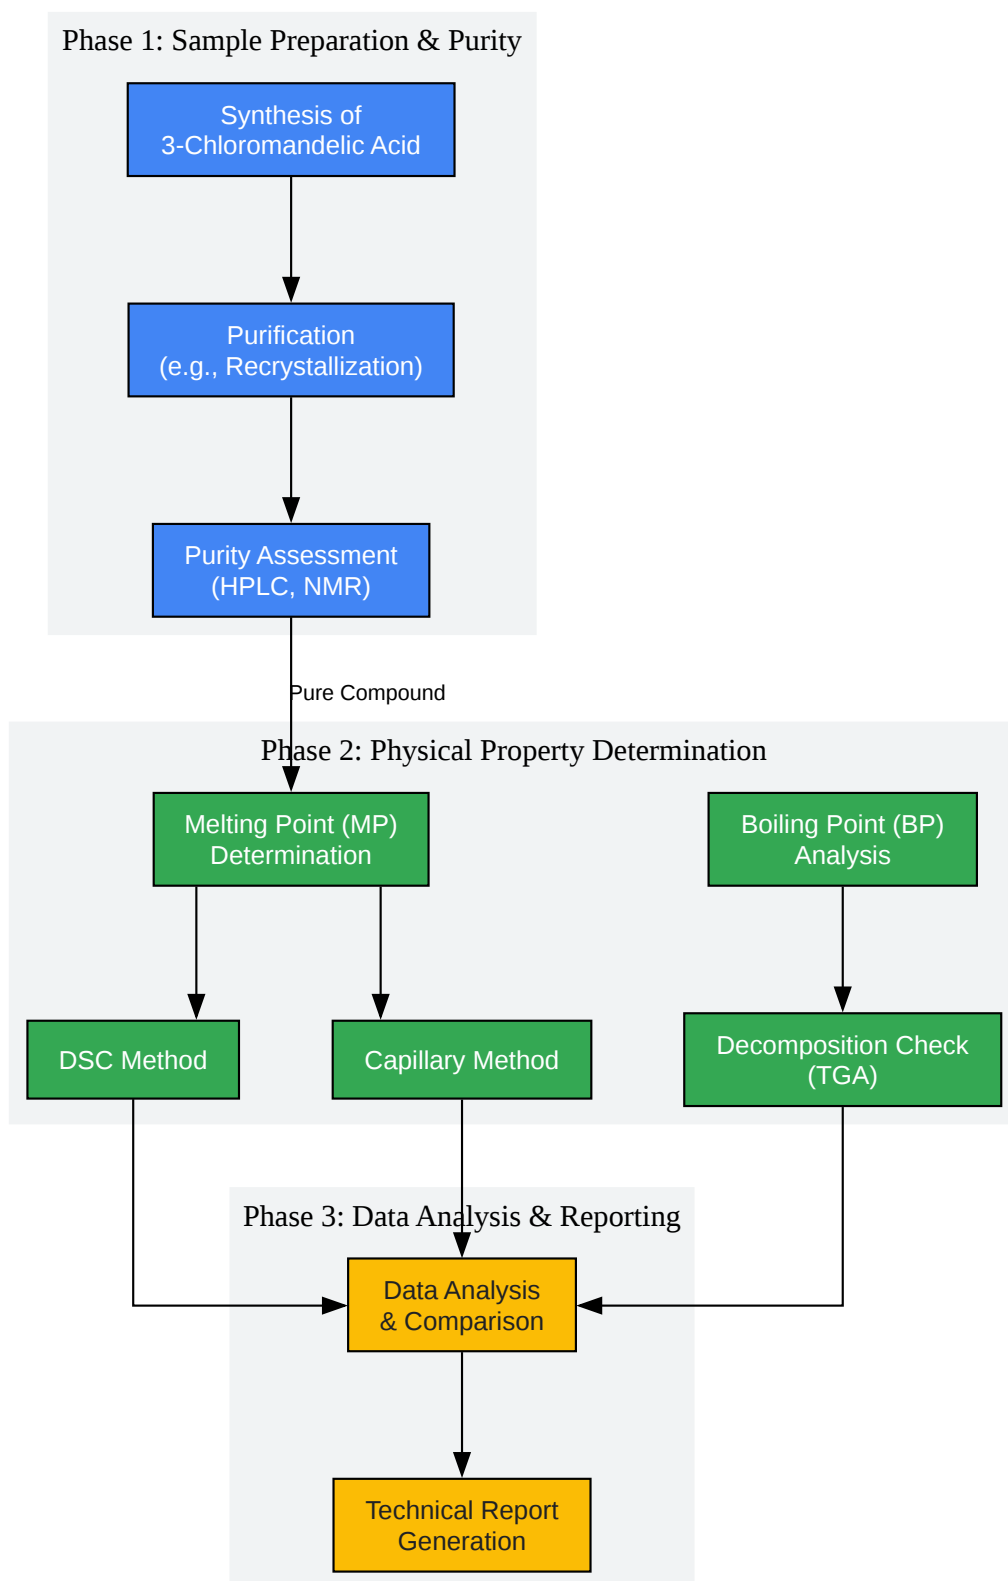 Phase 1: Sample Preparation & Purity
Synthesis of
3-Chloromandelic Acid
Purification
(e.g., Recrystallization)
Purity Assessment
(HPLC, NMR)
Pure Compound
Phase 2: Physical Property Determination
Melting Point (MP)
Determination
Boiling Point (BP)
Analysis
DSC Method
Capillary Method
Decomposition Check
(TGA)
Phase 3: Data Analysis & Reporting
Data Analysis
& Comparison
Technical Report
Generation